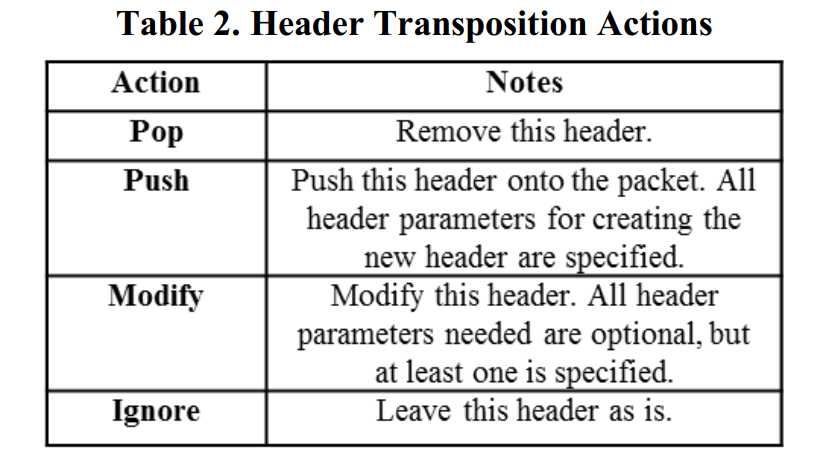 Table 2. Header Transposition Actions
Action Notes
Pop Remove this header.
Push Push this header onto the packet. All
header parameters for creating the
new header are specified.
Modify Modify this header. All header
parameters needed are optional, but
at least one is specified.
Ignore Leave this header as is.